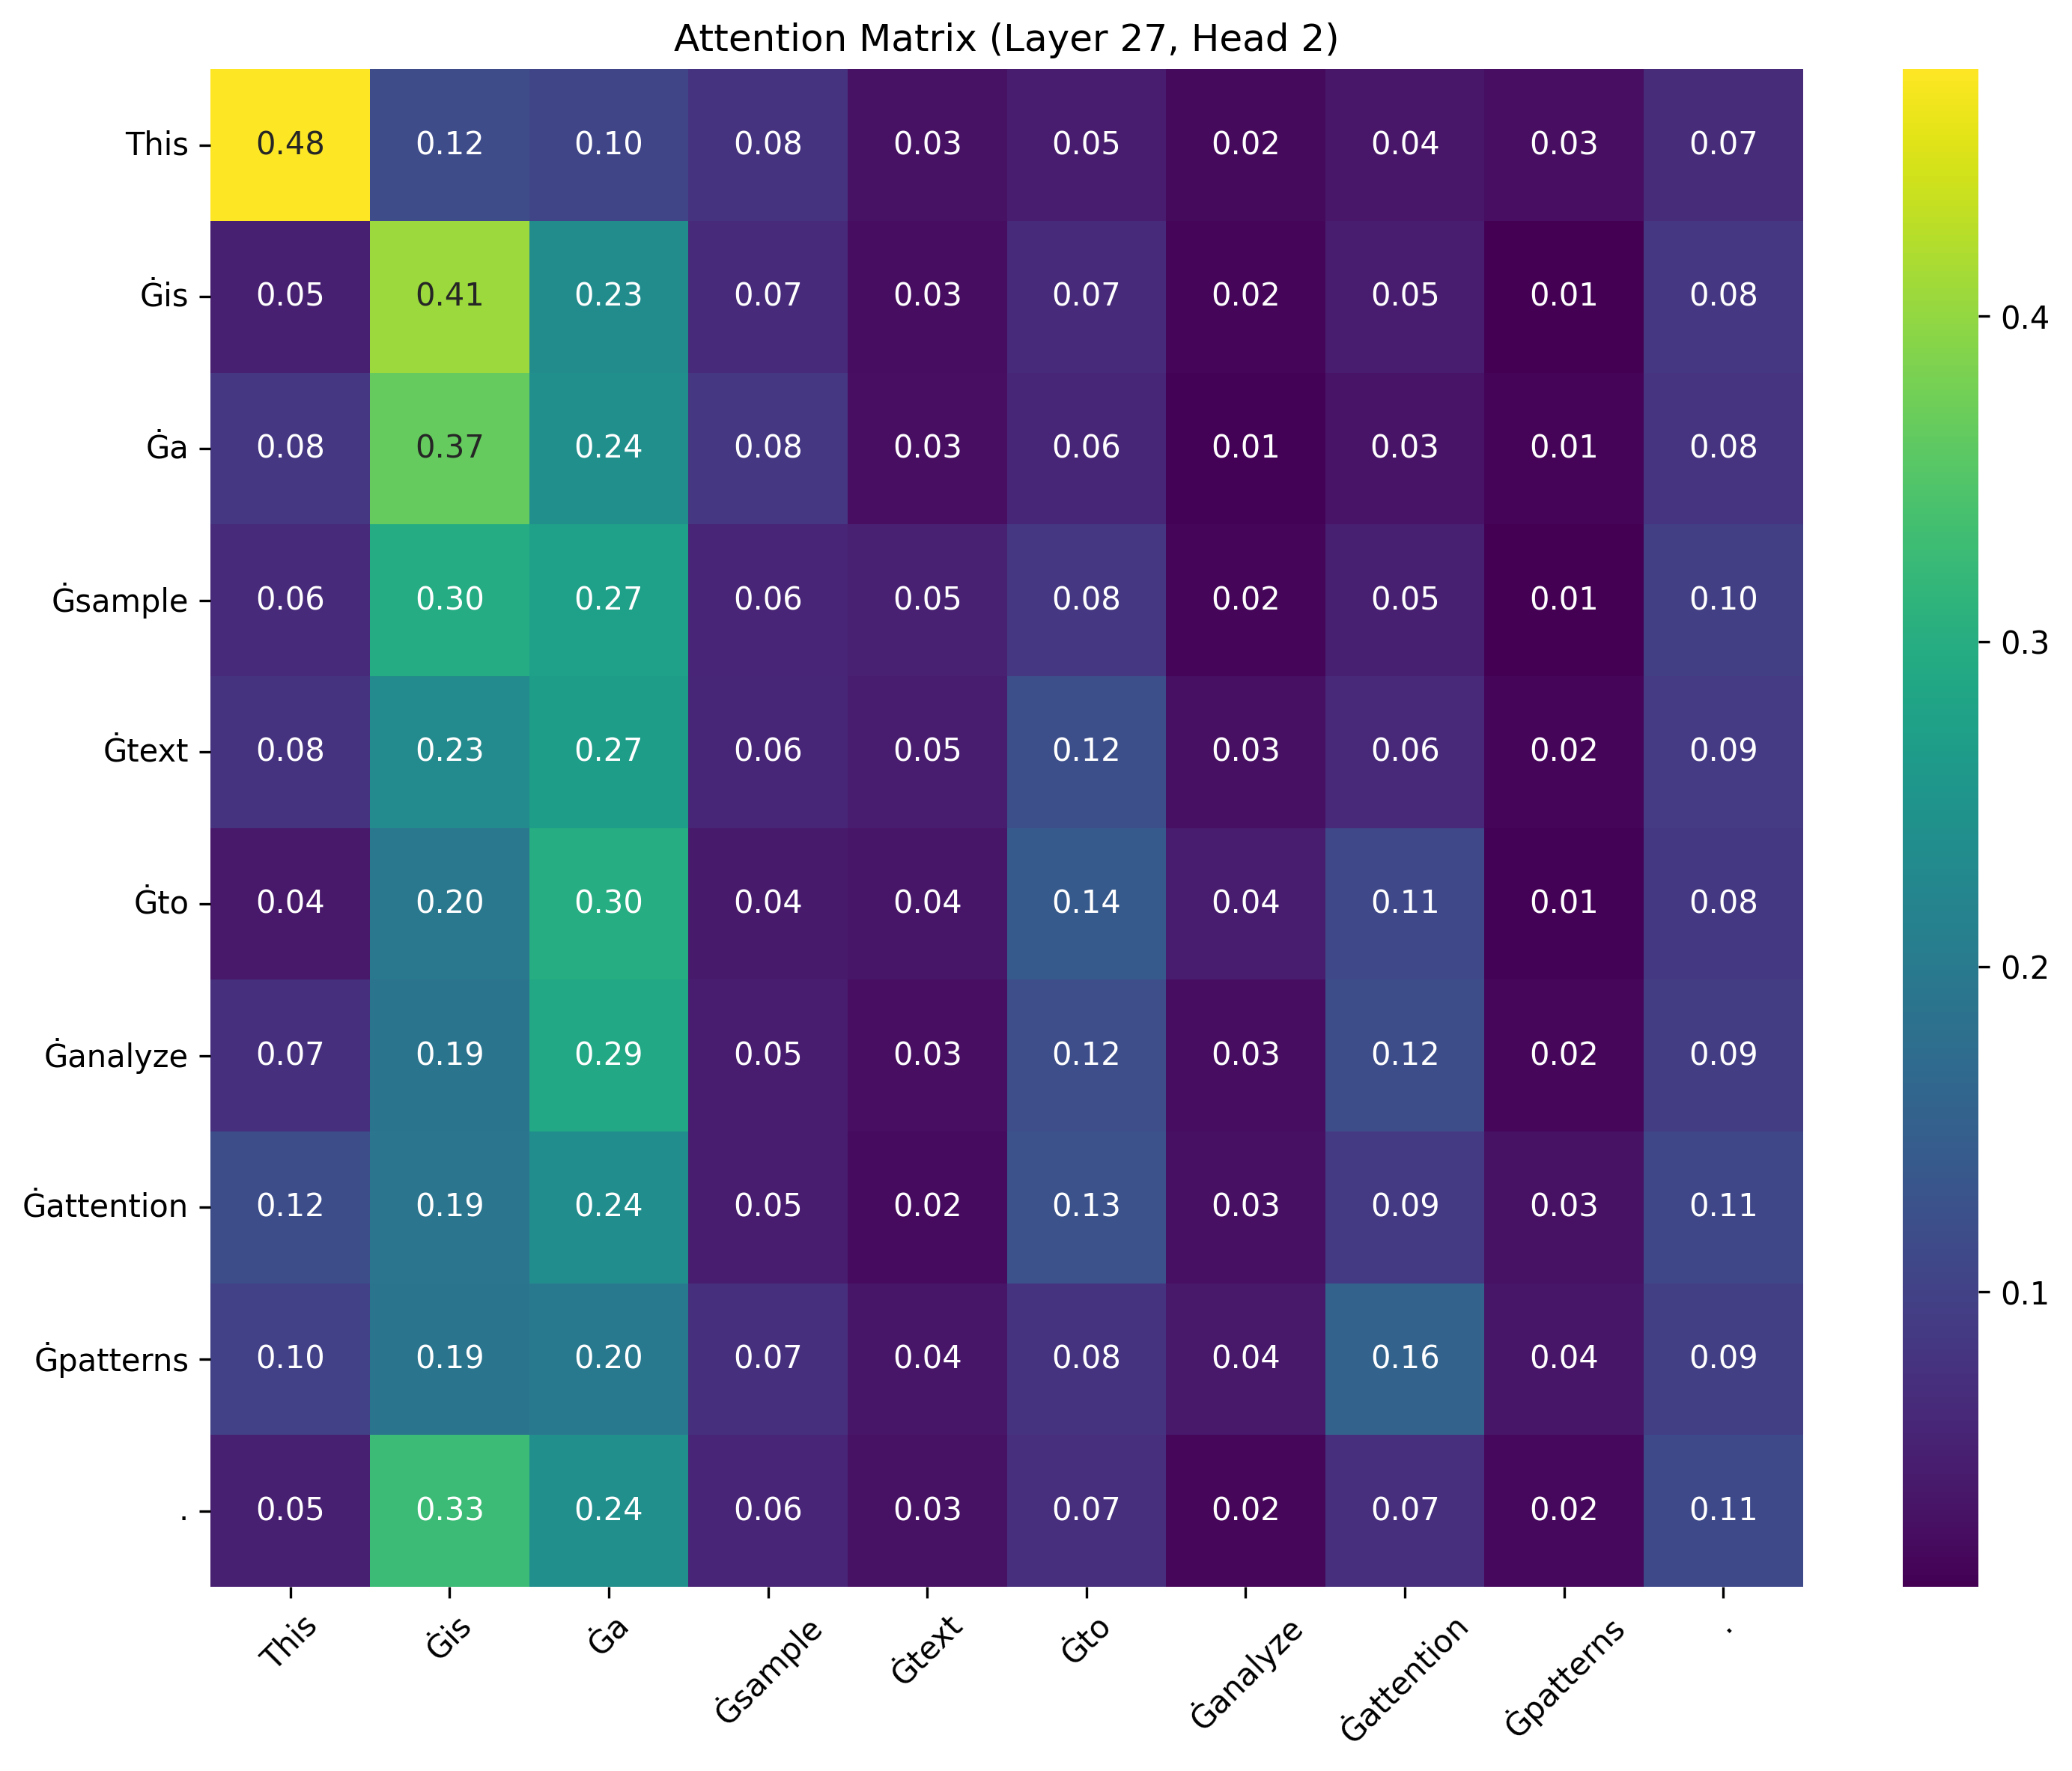 Attention Matrix (Layer 27, Head 2)
This 0.48 0.12 0.10 0.08 0.03 0.05 0.02 0.04 0.03 0.07
Ġis 0.05 0.41 0.23 0.07 0.03 0.07 0.02 0.05 0.01 0.08
Ġa 0.08 0.37 0.24 0.08 0.03 0.06 0.01 0.03 0.01 0.08
Ġsample 0.06 0.30 0.27 0.06 0.05 0.08 0.02 0.05 0.01 0.10
Ġtext 0.08 0.23 0.27 0.06 0.05 0.12 0.03 0.06 0.02 0.09
Ġto 0.04 0.20 0.30 0.04 0.04 0.14 0.04 0.11 0.01 0.08
Ġanalyze 0.07 0.19 0.29 0.05 0.03 0.12 0.03 0.12 0.02 0.09
Ġattention 0.12 0.19 0.24 0.05 0.02 0.13 0.03 0.09 0.03 0.11
Ġpatterns 0.10 0.19 0.20 0.07 0.04 0.08 0.04 0.16 0.04 0.09
. 0.05 0.33 0.24 0.06 0.03 0.07 0.02 0.07 0.02 0.11
This Ġis Ġa Ġsample Ġtext Ġto Ġanalyze Ġattention Ġpatterns .
0.4
0.3
0.2
0.1